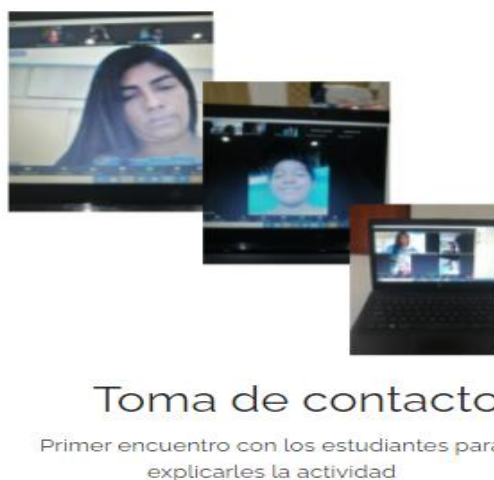 Toma de contacto
Primer encuentro con los estudiantes para
explicarles la actividad